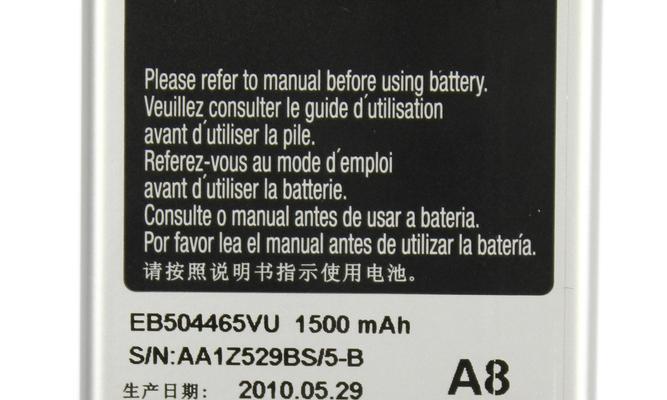 Please refer to manual before using battery.
Veuillez consulter le guide d´utilisation
avant d´utiliser la pile.
Referez-vous au mode d´emploi
avant d´utiliser la batterie.
Consulte o manual antes de usar a bateria.
Por favor lea el manual antes de utilizar la batería.
请按照说明书指示使用电池。
EB504465VU 1500 mAh
S/N:AA1Z529BS/5-B
生产日期: 2010.05.29
A8